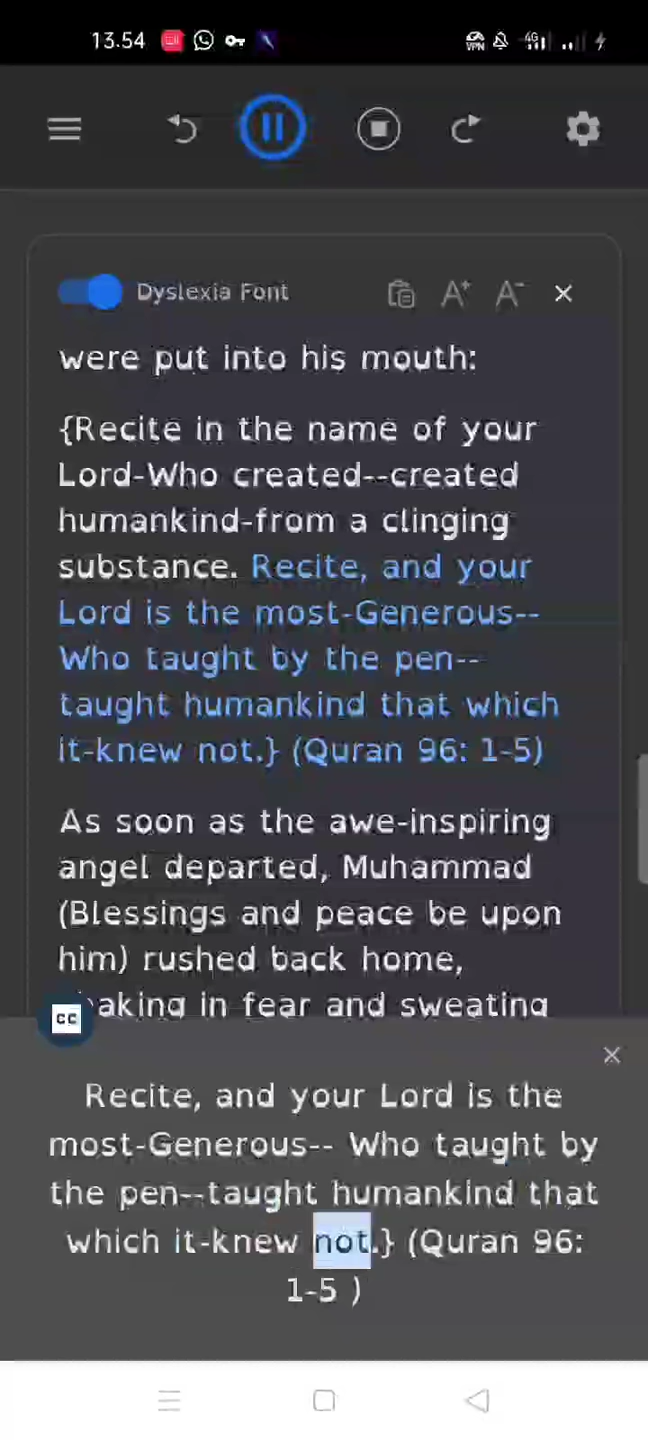 13.54
VPN 4G
Dyslexia Font A+ A-
were put into his mouth:
{Recite in the name of your
Lord-Who created--created
humankind-from a clinging
substance. Recite, and your
Lord is the most-Generous--
Who taught by the pen--
taught humankind that which
it-knew not.} (Quran 96: 1-5)
As soon as the awe-inspiring
angel departed, Muhammad
(Blessings and peace be upon
him) rushed back home,
in fear and sweating
CC
Recite, and your Lord is the
most-Generous-- Who taught by
the pen--taught humankind that
which it-knew not.} (Quran 96:
1-5 )